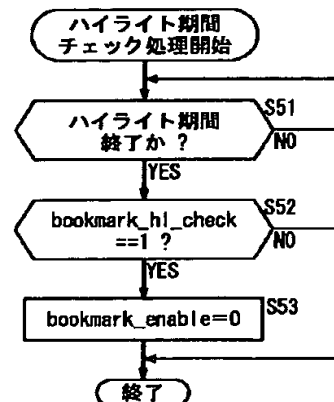 ハイライト期間
チェック処理開始
S51
ハイライト期間
終了か ?
NO
YES
S52
bookmark_hl_check
==1 ?
NO
YES
S53
bookmark_enable=0
終了